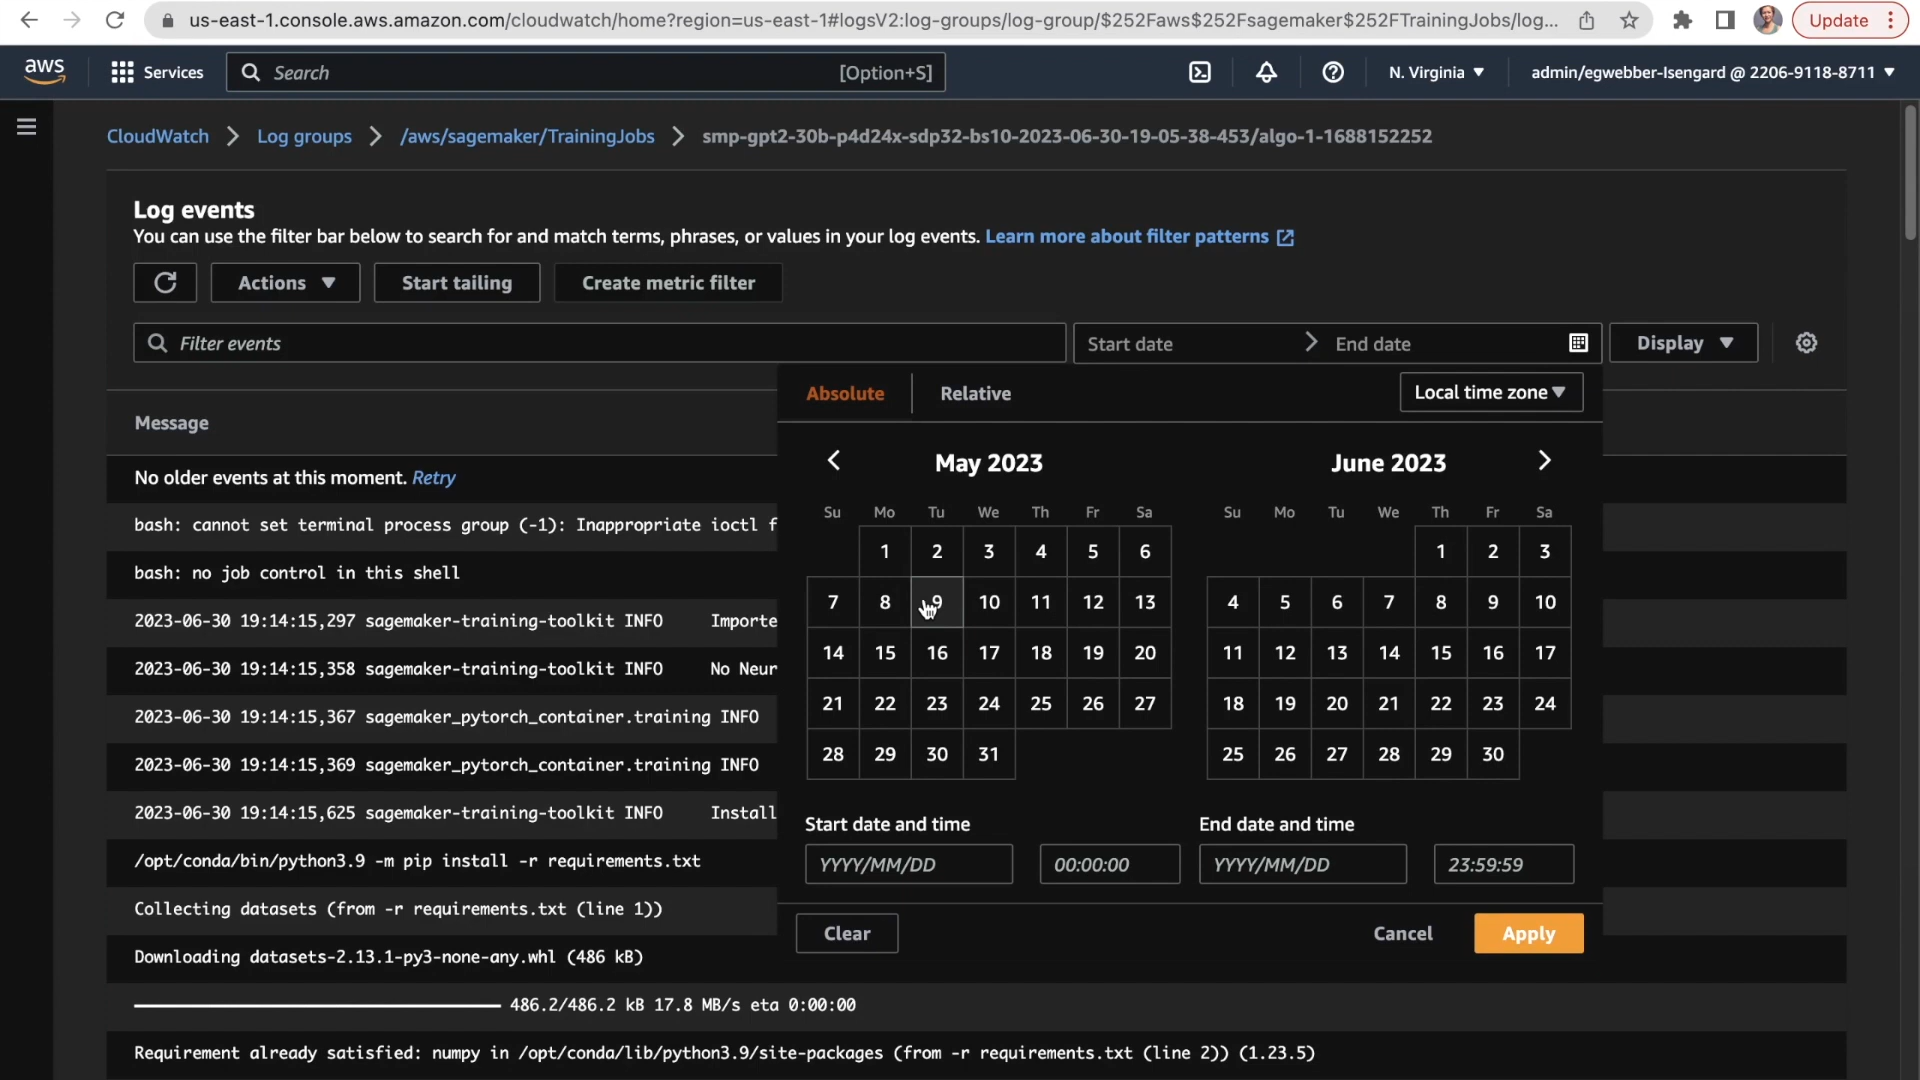 us-east-1.console.aws.amazon.com/cloudwatch/home?region=us-east-1#logsV2:log-groups/log-group/$252Faws$252Fsagemaker$252FTrainingJobs/log...
Update
aws
Services
Search
[Option+S]
N. Virginia
admin/egwebber-Isengard @ 2206-9118-8711
CloudWatch > Log groups > /aws/sagemaker/TrainingJobs > smp-gpt2-30b-p4d24x-sdp32-bs10-2023-06-30-19-05-38-453/algo-1-1688152252
Log events
You can use the filter bar below to search for and match terms, phrases, or values in your log events. Learn more about filter patterns
Actions
Start tailing
Create metric filter
Filter events
Start date > End date
Display
Absolute
Relative
Local time zone
Message
May 2023
June 2023
Su Mo Tu We Th Fr Sa
1 2 3 4 5 6
7 8 9 10 11 12 13
14 15 16 17 18 19 20
21 22 23 24 25 26 27
28 29 30 31
Su Mo Tu We Th Fr Sa
1 2 3
4 5 6 7 8 9 10
11 12 13 14 15 16 17
18 19 20 21 22 23 24
25 26 27 28 29 30
Start date and time
YYYY/MM/DD
00:00:00
End date and time
YYYY/MM/DD
23:59:59
Clear
Cancel
Apply
No older events at this moment. Retry
bash: cannot set terminal process group (-1): Inappropriate ioctl f
bash: no job control in this shell
2023-06-30 19:14:15,297 sagemaker-training-toolkit INFO Importe
2023-06-30 19:14:15,358 sagemaker-training-toolkit INFO No Neur
2023-06-30 19:14:15,367 sagemaker_pytorch_container.training INFO
2023-06-30 19:14:15,369 sagemaker_pytorch_container.training INFO
2023-06-30 19:14:15,625 sagemaker-training-toolkit INFO Install
/opt/conda/bin/python3.9 -m pip install -r requirements.txt
Collecting datasets (from -r requirements.txt (line 1))
Downloading datasets-2.13.1-py3-none-any.whl (486 kB)
486.2/486.2 kB 17.8 MB/s eta 0:00:00
Requirement already satisfied: numpy in /opt/conda/lib/python3.9/site-packages (from -r requirements.txt (line 2)) (1.23.5)